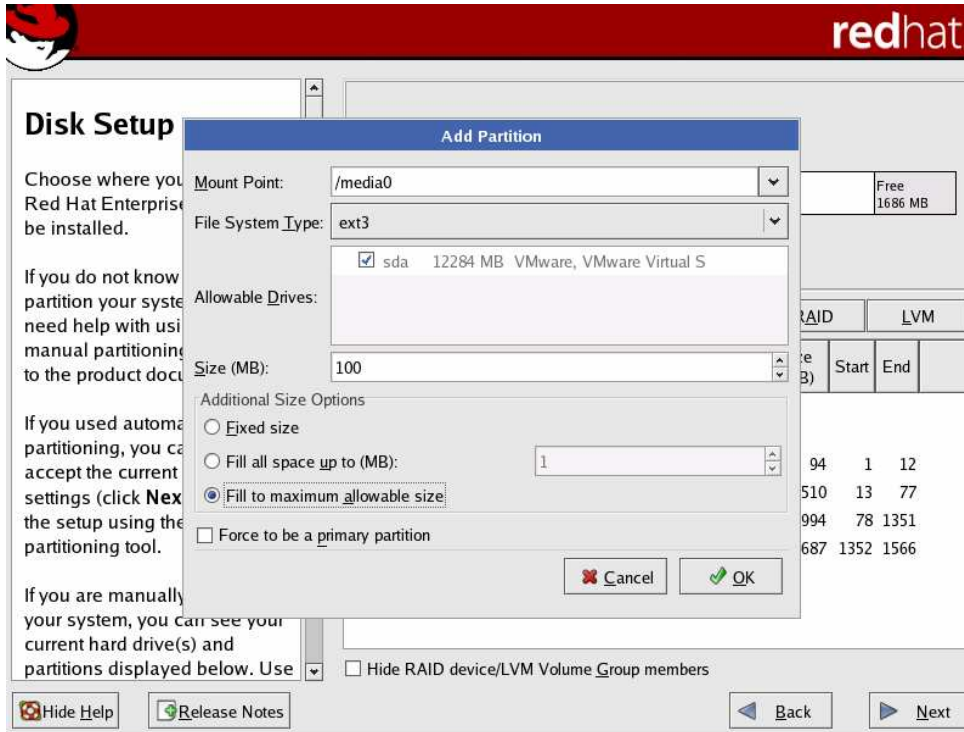 redhat
Disk Setup
Choose where you
Red Hat Enterprise
be installed.
If you do not know
partition your syste
need help with usi
manual partitioning
to the product docu
If you used automa
partitioning, you ca
accept the current
settings (click Nex
the setup using the
partitioning tool.
If you are manually
your system, you can see your
current hard drive(s) and
partitions displayed below. Use
Add Partition
Mount Point: /media0
File System Type: ext3
Allowable Drives:
sda 12284 MB VMware, VMware Virtual S
Size (MB): 100
Additional Size Options
Fixed size
Fill all space up to (MB): 1
Fill to maximum allowable size
Force to be a primary partition
Cancel OK
Free
1686 MB
RAID LVM
Start End
94 1 12
510 13 77
994 78 1351
687 1352 1566
Hide RAID device/LVM Volume Group members
Hide Help Release Notes Back Next